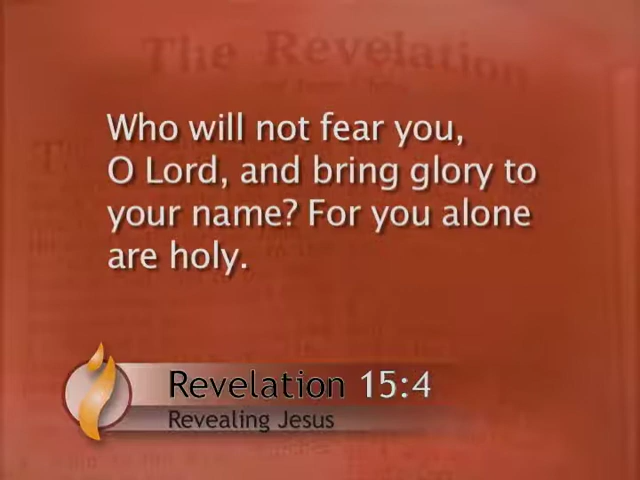 The Revelation
Who will not fear you,
O Lord, and bring glory to
your name? For you alone
are holy.
Revelation 15:4
Revealing Jesus